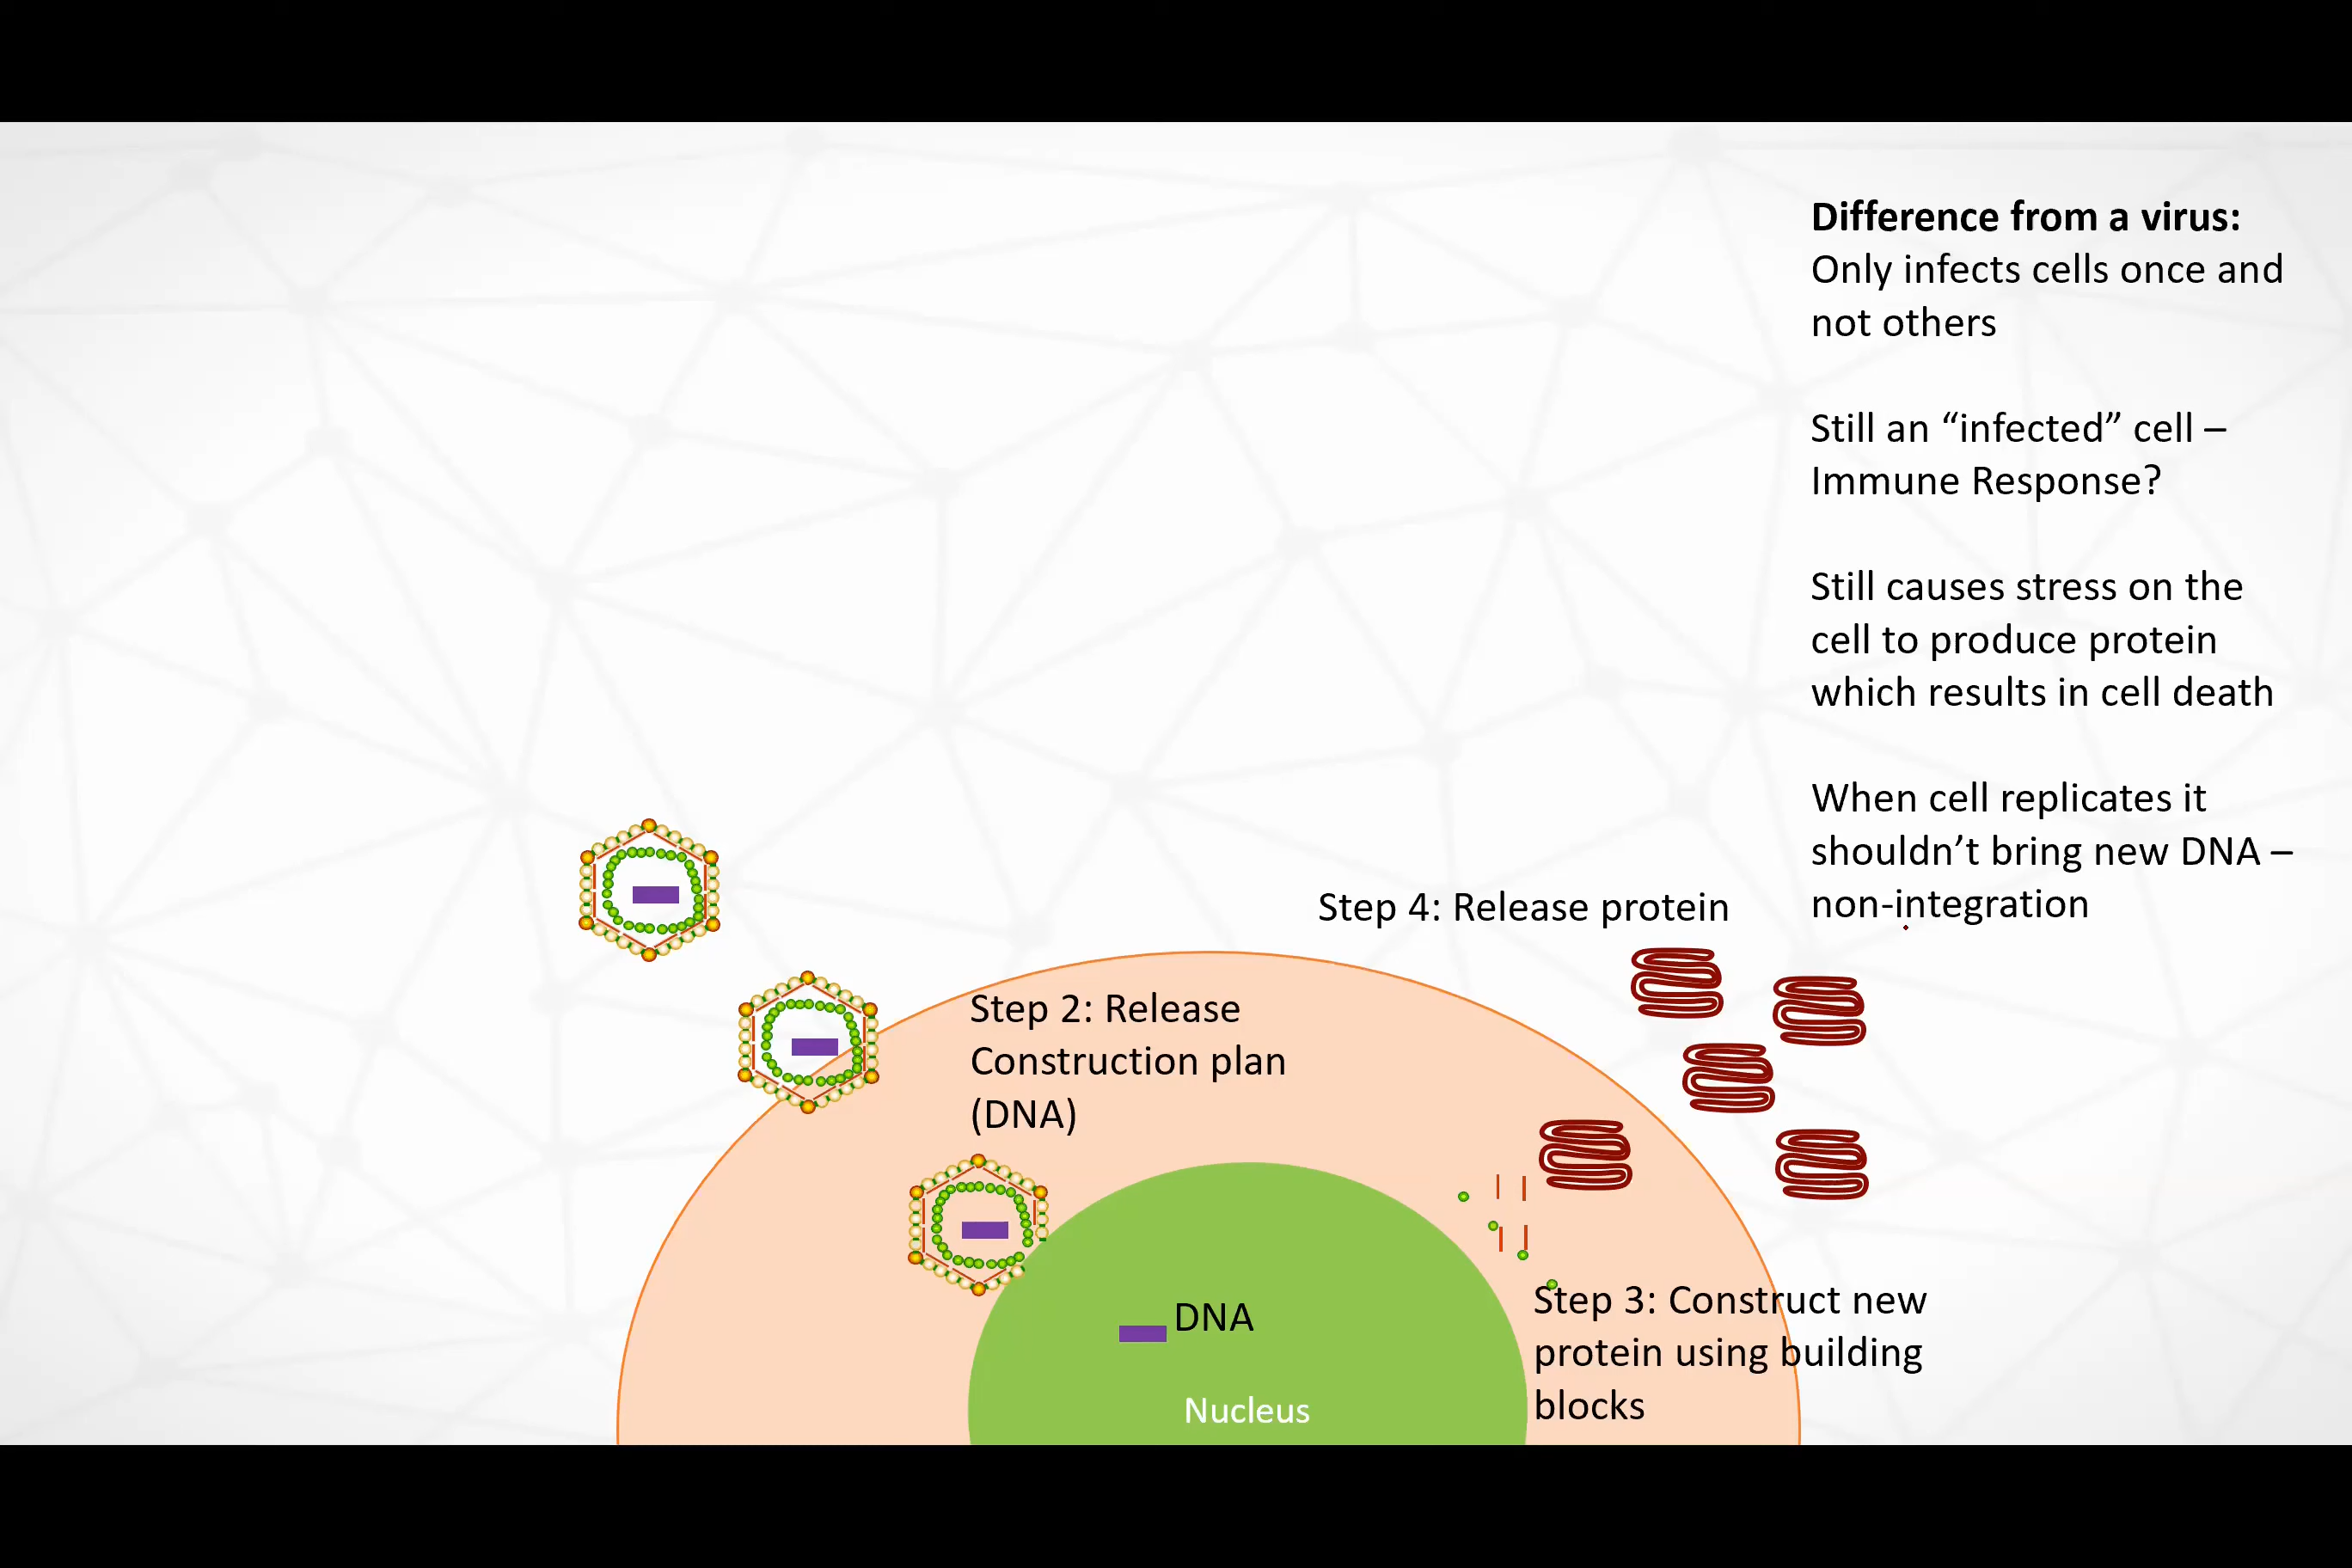 Difference from a virus:
Only infects cells once and
not others
Still an “infected” cell –
Immune Response?
Still causes stress on the
cell to produce protein
which results in cell death
When cell replicates it
shouldn’t bring new DNA –
non-integration
Step 4: Release protein
Step 2: Release
Construction plan
(DNA)
DNA
Nucleus
Step 3: Construct new
protein using building
blocks